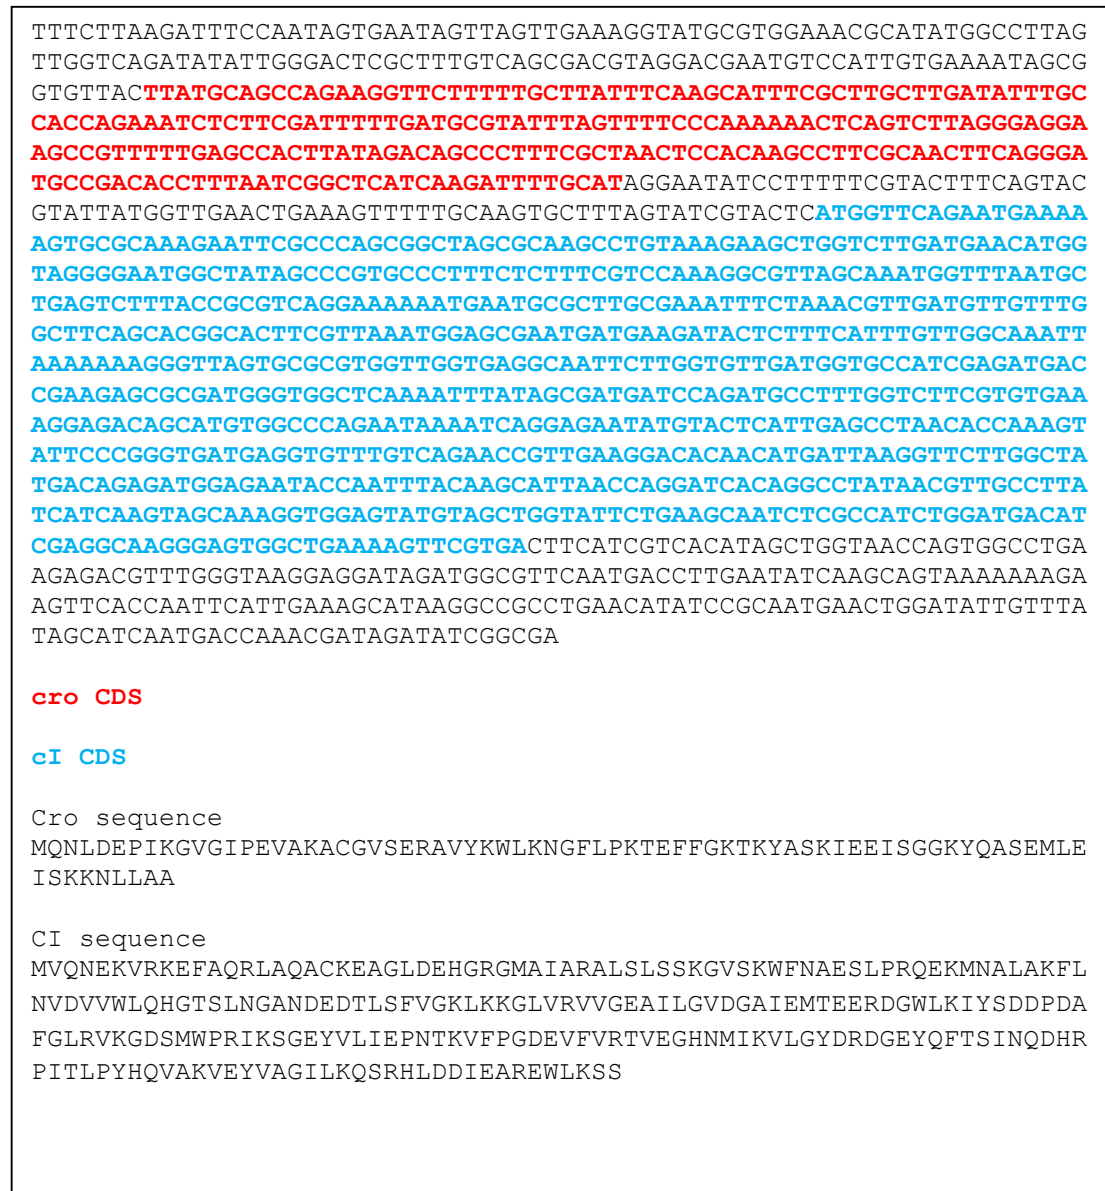 TTTCTTAAGATTTCCAATAGTGAATAGTTAGTTGAAAGGTATGCGTGGAAACGCATATGGCCTTAG
TTGGTCAGATATATTGGGACTCGCTTTGTCAGCGACGTAGGACGAATGTCCATTGTGAAAATAGCG
GTGTTACTTATGCAGCCAGAAGGTTCTTTTTGCTTATTTCAAGCATTTCGCTTGCTTGATATTTGC
CACCAGAAATCTCTTCGATTTTTGATGCGTATTTAGTTTTCCCAAAAAACTCAGTCTTAGGGAGGA
AGCCGTTTTTGAGCCACTTATAGACAGCCCTTTCGCTAACTCCACAAGCCTTCGCAACTTCAGGGA
TGCCGACACCTTTAATCGGCTCATCAAGATTTTGCATAGGAATATCCTTTTTCGTACTTTCAGTAC
GTATTATGGTTGAACTGAAAGTTTTTGCAAGTGCTTTAGTATCGTACTCATGGTTCAGAATGAAAA
AGTGCGCAAAGAATTCGCCCAGCGGCTAGCGCAAGCCTGTAAAGAAGCTGGTCTTGATGAACATGG
TAGGGGAATGGCTATAGCCCGTGCCCTTTCTCTTTCGTCCAAAGGCGTTAGCAAATGGTTTAATGC
TGAGTCTTTACCGCGTCAGGAAAAAATGAATGCGCTTGCGAAATTTCTAAACGTTGATGTTGTTTG
GCTTCAGCACGGCACTTCGTTAAATGGAGCGAATGATGAAGATACTCTTTCATTTGTTGGCAAATT
AAAAAAAGGGTTAGTGCGCGTGGTTGGTGAGGCAATTCTTGGTGTTGATGGTGCCATCGAGATGAC
CGAAGAGCGCGATGGGTGGCTCAAAATTTATAGCGATGATCCAGATGCCTTTGGTCTTCGTGTGAA
AGGAGACAGCATGTGGCCCAGAATAAAATCAGGAGAATATGTACTCATTGAGCCTAACACCAAAGT
ATTCCCGGGTGATGAGGTGTTTGTCAGAACCGTTGAAGGACACAACATGATTAAGGTTCTTGGCTA
TGACAGAGATGGAGAATACCAATTTACAAGCATTAACCAGGATCACAGGCCTATAACGTTGCCTTA
TCATCAAGTAGCAAAGGTGGAGTATGTAGCTGGTATTCTGAAGCAATCTCGCCATCTGGATGACAT
CGAGGCAAGGGAGTGGCTGAAAAGTTCGTGACTTCATCGTCACATAGCTGGTAACCAGTGGCCTGA
AGAGACGTTTGGGTAAGGAGGATAGATGGCGTTCAATGACCTTGAATATCAAGCAGTAAAAAAAGA
AGTTCACCAATTCATTGAAAGCATAAGGCCGCCTGAACATATCCGCAATGAACTGGATATTGTTTA
TAGCATCAATGACCAAACGATAGATATCGGCGA
cro CDS
cI CDS
Cro sequence
MQNLDEPIKGVGIPEVAKACGVSERAVYKWLKNGFLPKTEFFGKTKYASKIEEISGGKYQASEMLE
ISKKNLLAA
CI sequence
MVQNEKVRKEFAQRLAQACKEAGLDEHGRGMAIARALSLSSKGVSKWFNAESLPRQEKMNALAKFL
NVDVVWLQHGTSLNGANDEDTLSFVGKLKKGLVRVVGEAILGVDGAIEMTEERDGWLKIYSDDPDA
FGLRVKGDSMWPRIKSGEYVLIEPNTKVFPGDEVFVRTVEGHNMIKVLGYDRDGEYQFTSINQDHR
PITLPYHQVAKVEYVAGILKQSRHLDDIEAREWLKSS